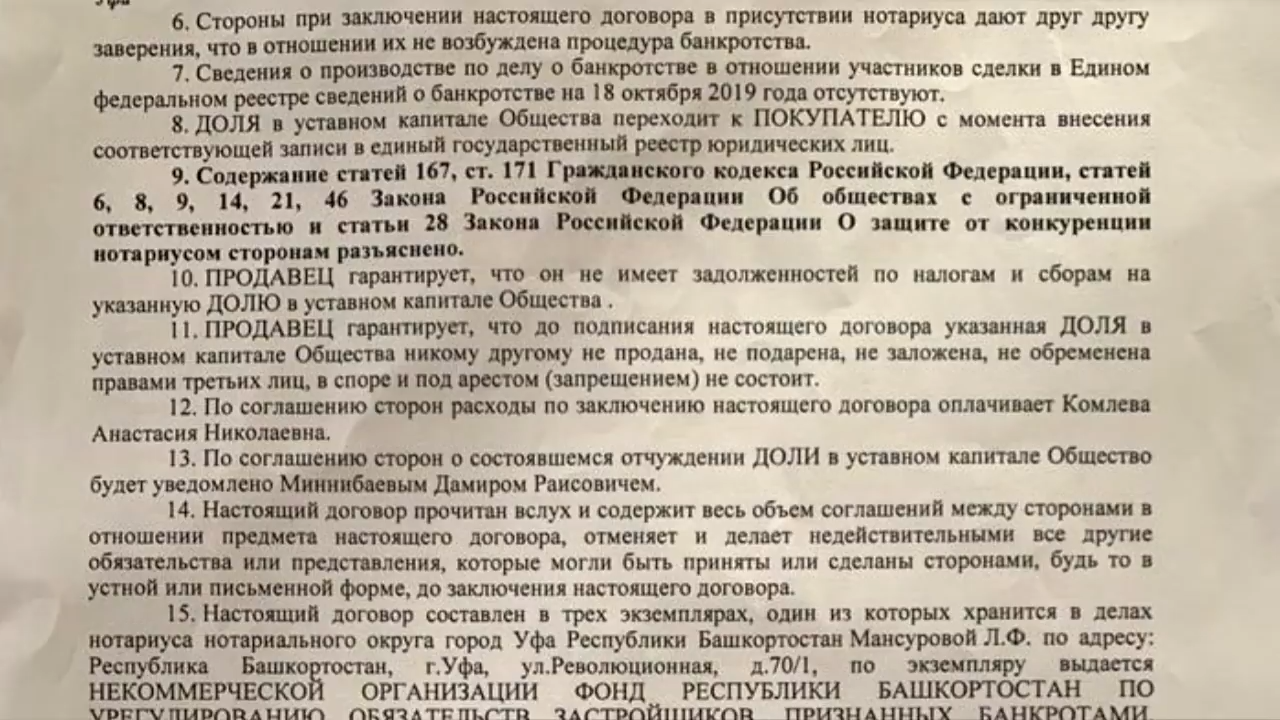 Уфа
6. Стороны при заключении настоящего договора в присутствии нотариуса дают друг другу
заверения, что в отношении их не возбуждена процедура банкротства.
7. Сведения о производстве по делу о банкротстве в отношении участников сделки в Едином
федеральном реестре сведений о банкротстве на 18 октября 2019 года отсутствуют.
8. ДОЛЯ в уставном капитале Общества переходит к ПОКУПАТЕЛЮ с момента внесения
соответствующей записи в единый государственный реестр юридических лиц.
9. Содержание статей 167, ст. 171 Гражданского кодекса Российской Федерации, статей
6, 8, 9, 14, 21, 46 Закона Российской Федерации Об обществах с ограниченной
ответственностью и статьи 28 Закона Российской Федерации О защите от конкуренции
нотариусом сторонам разъяснено.
10. ПРОДАВЕЦ гарантирует, что он не имеет задолженностей по налогам и сборам на
указанную ДОЛЮ в уставном капитале Общества .
11. ПРОДАВЕЦ гарантирует, что до подписания настоящего договора указанная ДОЛЯ в
уставном капитале Общества никому другому не продана, не подарена, не заложена, не обременена
правами третьих лиц, в споре и под арестом (запрещением) не состоит.
12. По соглашению сторон расходы по заключению настоящего договора оплачивает Комлева
Анастасия Николаевна.
13. По соглашению сторон о состоявшемся отчуждении ДОЛИ в уставном капитале Общество
будет уведомлено Миннибаевым Дамиром Раисовичем.
14. Настоящий договор прочитан вслух и содержит весь объем соглашений между сторонами в
отношении предмета настоящего договора, отменяет и делает недействительными все другие
обязательства или представления, которые могли быть приняты или сделаны сторонами, будь то в
устной или письменной форме, до заключения настоящего договора.
15. Настоящий договор составлен в трех экземплярах, один из которых хранится в делах
нотариуса нотариального округа город Уфа Республики Башкортостан Мансуровой Л.Ф. по адресу:
Республика Башкортостан, г.Уфа, ул.Революционная, д.70/1, по экземпляру выдается
НЕКОММЕРЧЕСКОЙ ОРГАНИЗАЦИИ ФОНД РЕСПУБЛИКИ БАШКОРТОСТАН ПО
УРЕГУЛИРОВАНИЮ ОБЯЗАТЕЛЬСТВ ЗАСТРОЙЩИКОВ, ПРИЗНАННЫХ БАНКРОТАМИ,